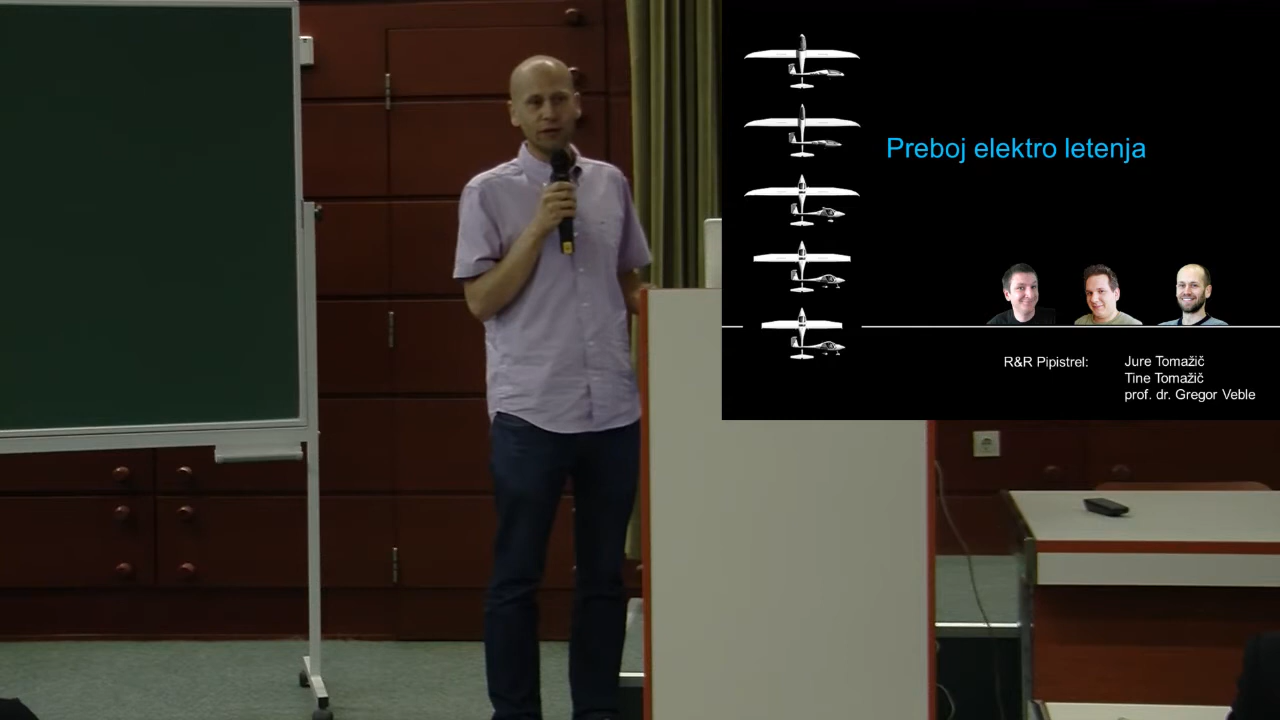 Preboj elektro letenja
R&R Pipistrel:
Jure Tomažič
Tine Tomažič
prof. dr. Gregor Veble